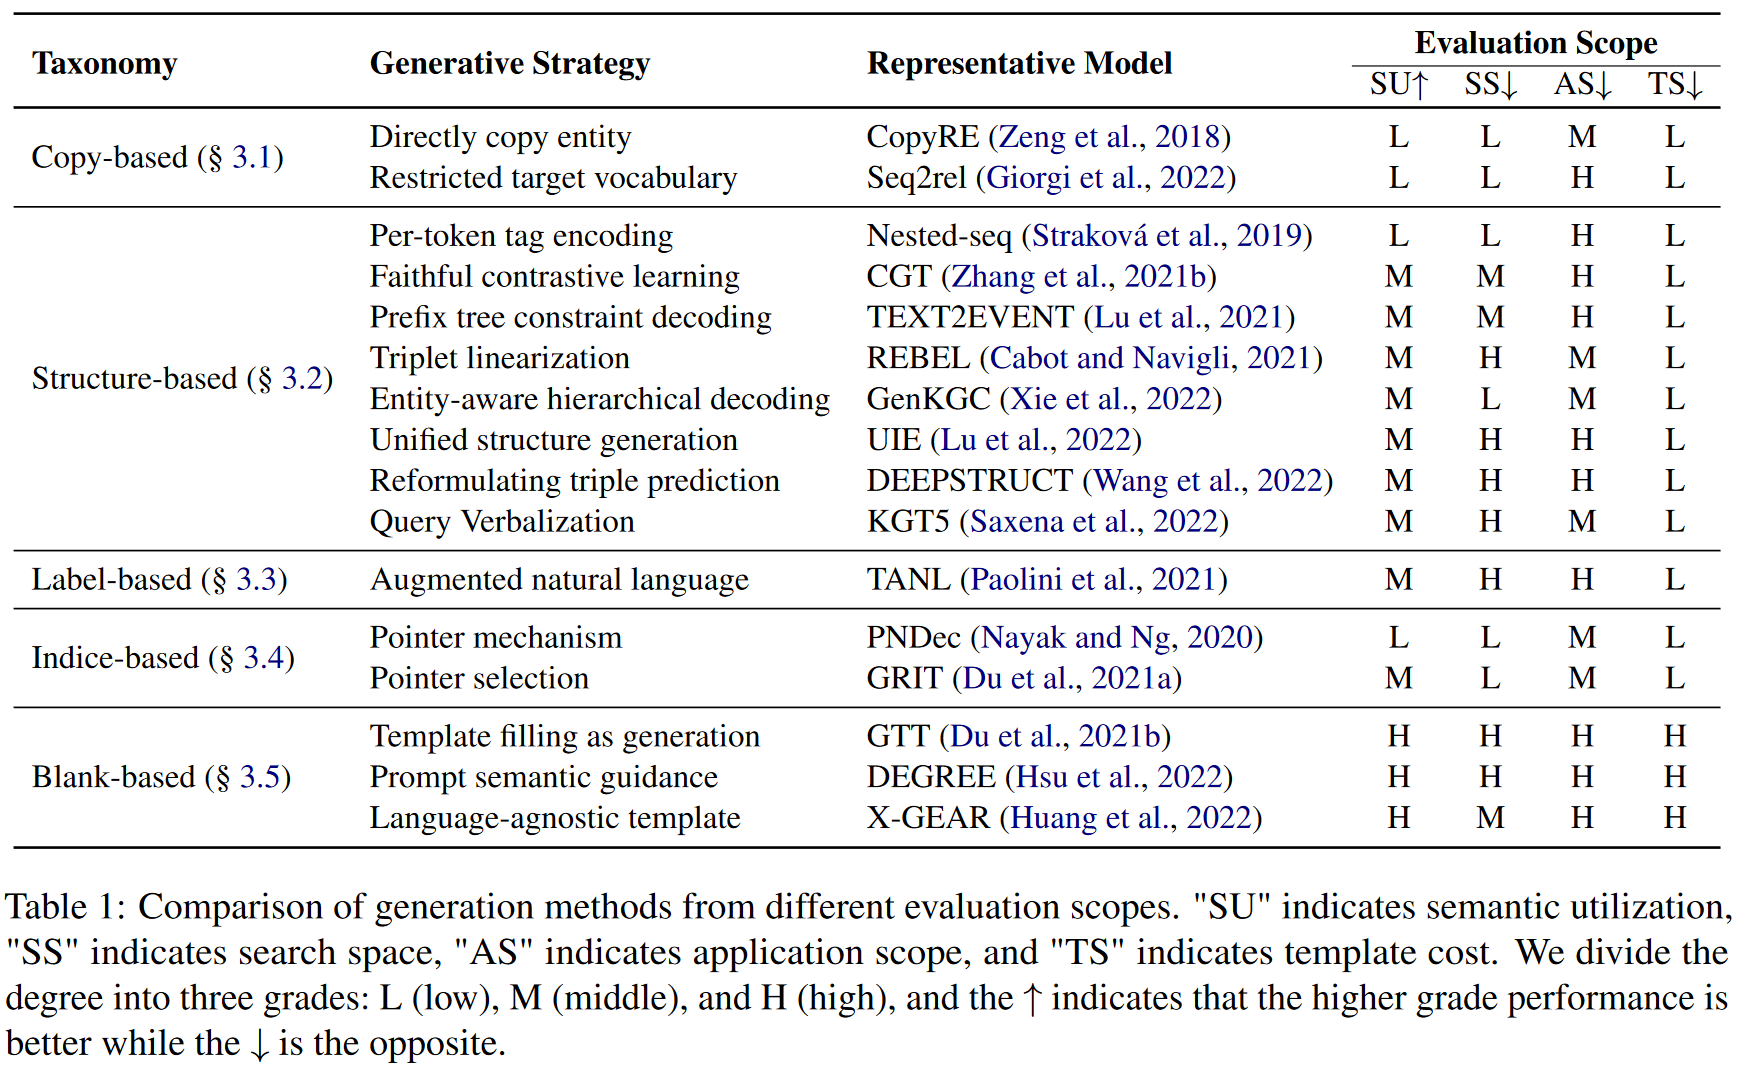 Taxonomy Generative Strategy Representative Model Evaluation Scope
SU↑ SS↓ AS↓ TS↓
Copy-based (§ 3.1)
Directly copy entity CopyRE (Zeng et al., 2018) L L M L
Restricted target vocabulary Seq2rel (Giorgi et al., 2022) L L H L
Structure-based (§ 3.2)
Per-token tag encoding Nested-seq (Straková et al., 2019) L L H L
Faithful contrastive learning CGT (Zhang et al., 2021b) M M H L
Prefix tree constraint decoding TEXT2EVENT (Lu et al., 2021) M M H L
Triplet linearization REBEL (Cabot and Navigli, 2021) M H M L
Entity-aware hierarchical decoding GenKGC (Xie et al., 2022) M L M L
Unified structure generation UIE (Lu et al., 2022) M H H L
Reformulating triple prediction DEEPSTRUCT (Wang et al., 2022) M H H L
Query Verbalization KGT5 (Saxena et al., 2022) M H M L
Label-based (§ 3.3) Augmented natural language TANL (Paolini et al., 2021) M H H L
Indice-based (§ 3.4)
Pointer mechanism PNDec (Nayak and Ng, 2020) L L M L
Pointer selection GRIT (Du et al., 2021a) M L M L
Blank-based (§ 3.5)
Template filling as generation GTT (Du et al., 2021b) H H H H
Prompt semantic guidance DEGREE (Hsu et al., 2022) H H H H
Language-agnostic template X-GEAR (Huang et al., 2022) H M H H
Table 1: Comparison of generation methods from different evaluation scopes. "SU" indicates semantic utilization,
"SS" indicates search space, "AS" indicates application scope, and "TS" indicates template cost. We divide the
degree into three grades: L (low), M (middle), and H (high), and the ↑ indicates that the higher grade performance is
better while the ↓ is the opposite.